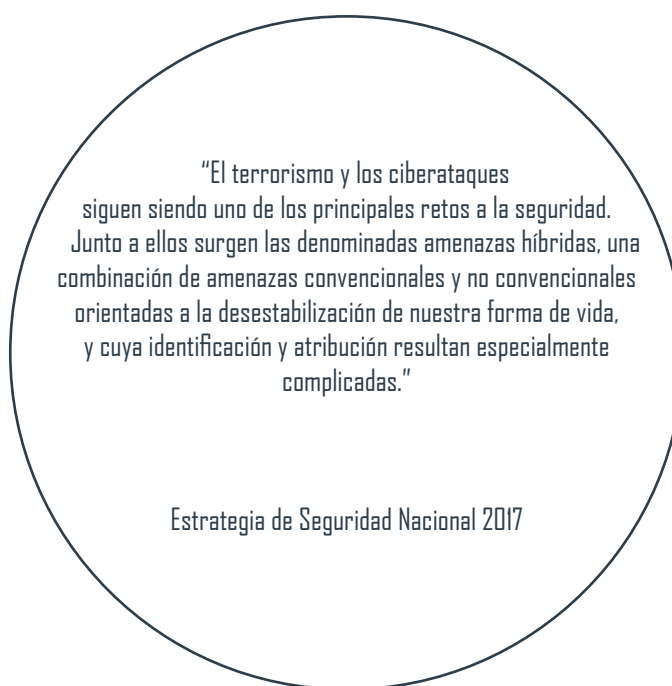 “El terrorismo y los ciberataques
siguen siendo uno de los principales retos a la seguridad.
Junto a ellos surgen las denominadas amenazas híbridas, una
combinación de amenazas convencionales y no convencionales
orientadas a la desestabilización de nuestra forma de vida,
y cuya identificación y atribución resultan especialmente
complicadas.”
Estrategia de Seguridad Nacional 2017